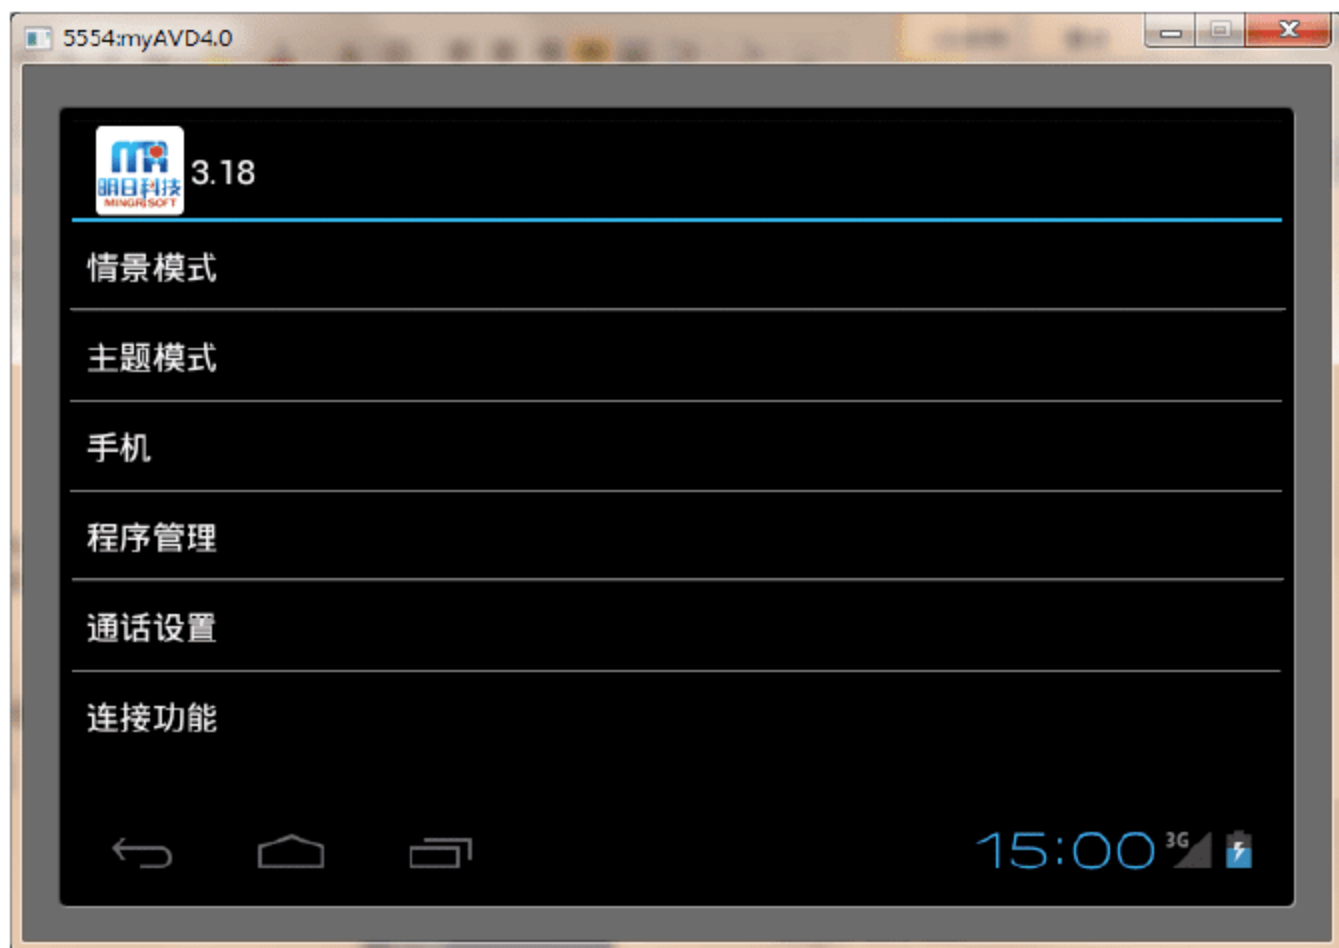 5554:myAVD4.0
明日科技
MINGRISOFT
3.18
情景模式
主题模式
手机
程序管理
通话设置
连接功能
15:00 3G